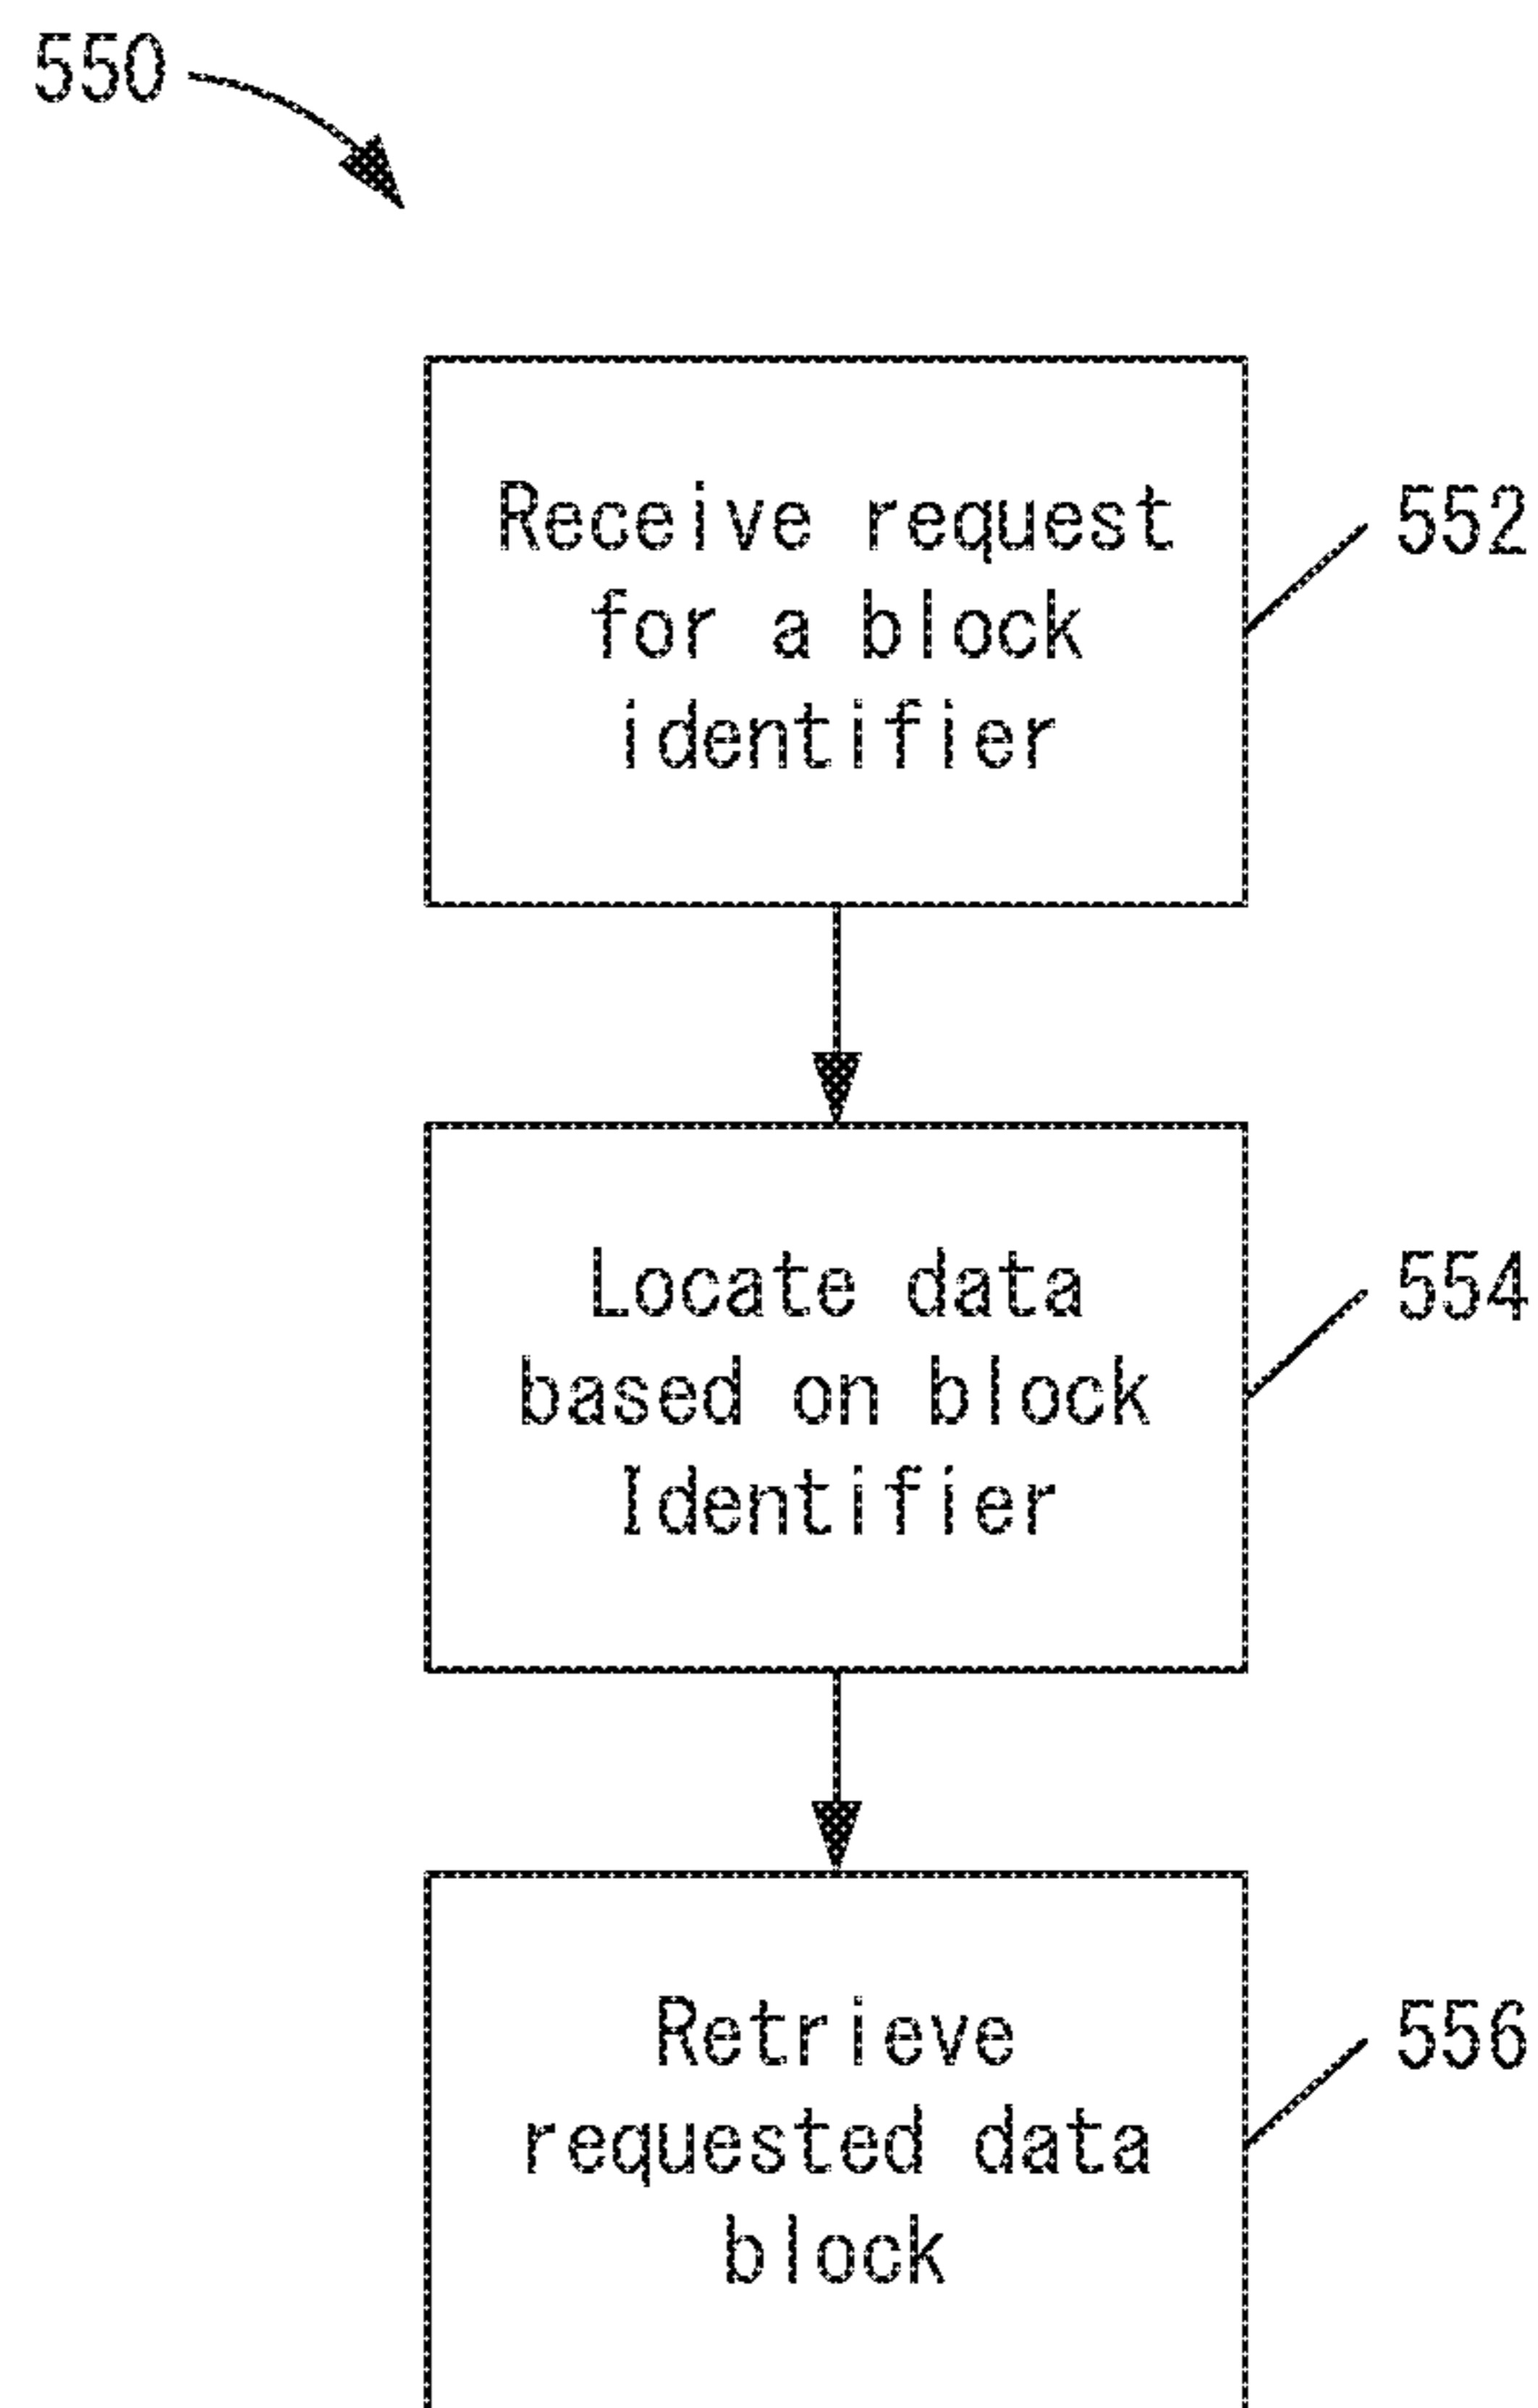 550
Receive request
for a block
identifier
552
Locate data
based on block
Identifier
554
Retrieve
requested data
block
556